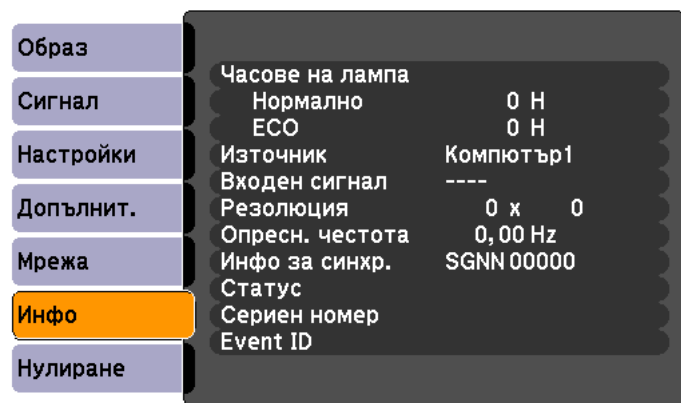 Образ
Сигнал
Настройки
Допълнит.
Мрежа
Инфо
Нулиране
Часове на лампа
Нормално 0 H
ECO 0 H
Източник Компютър1
Входен сигнал ----
Резолюция 0 x 0
Опресн. честота 0,00 Hz
Инфо за синхр. SGNN 00000
Статус
Сериен номер
Event ID